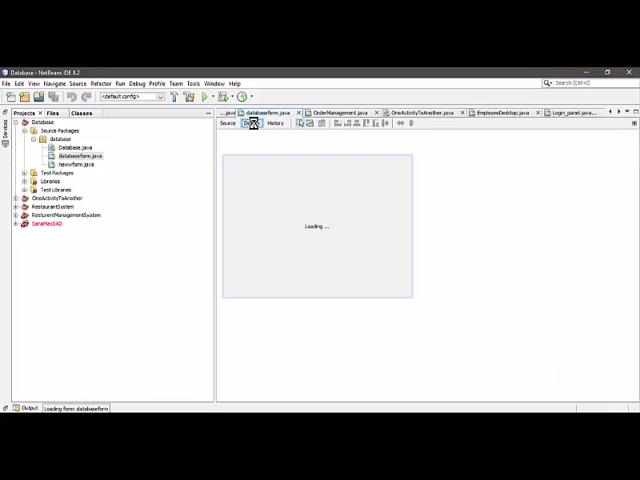 Database - NetBeans IDE 8.2
File Edit View Navigate Source Refactor Run Debug Profile Team Tools Window Help
Search (Ctrl+I)
<default config>
Projects Files Classes
...java databaseform.java OrderManagement.java OneActivityToAnother.java EmployeeDesktop.java Login_panel.java...
Source History
Services
Database
Source Packages
database
Database.java
databaseform.java
Test Packages
Libraries
Test Libraries
OneActivityToAnother
RestaurantSystem
ResturentManagementSystem
Loading ...
Output Loading form: databaseform